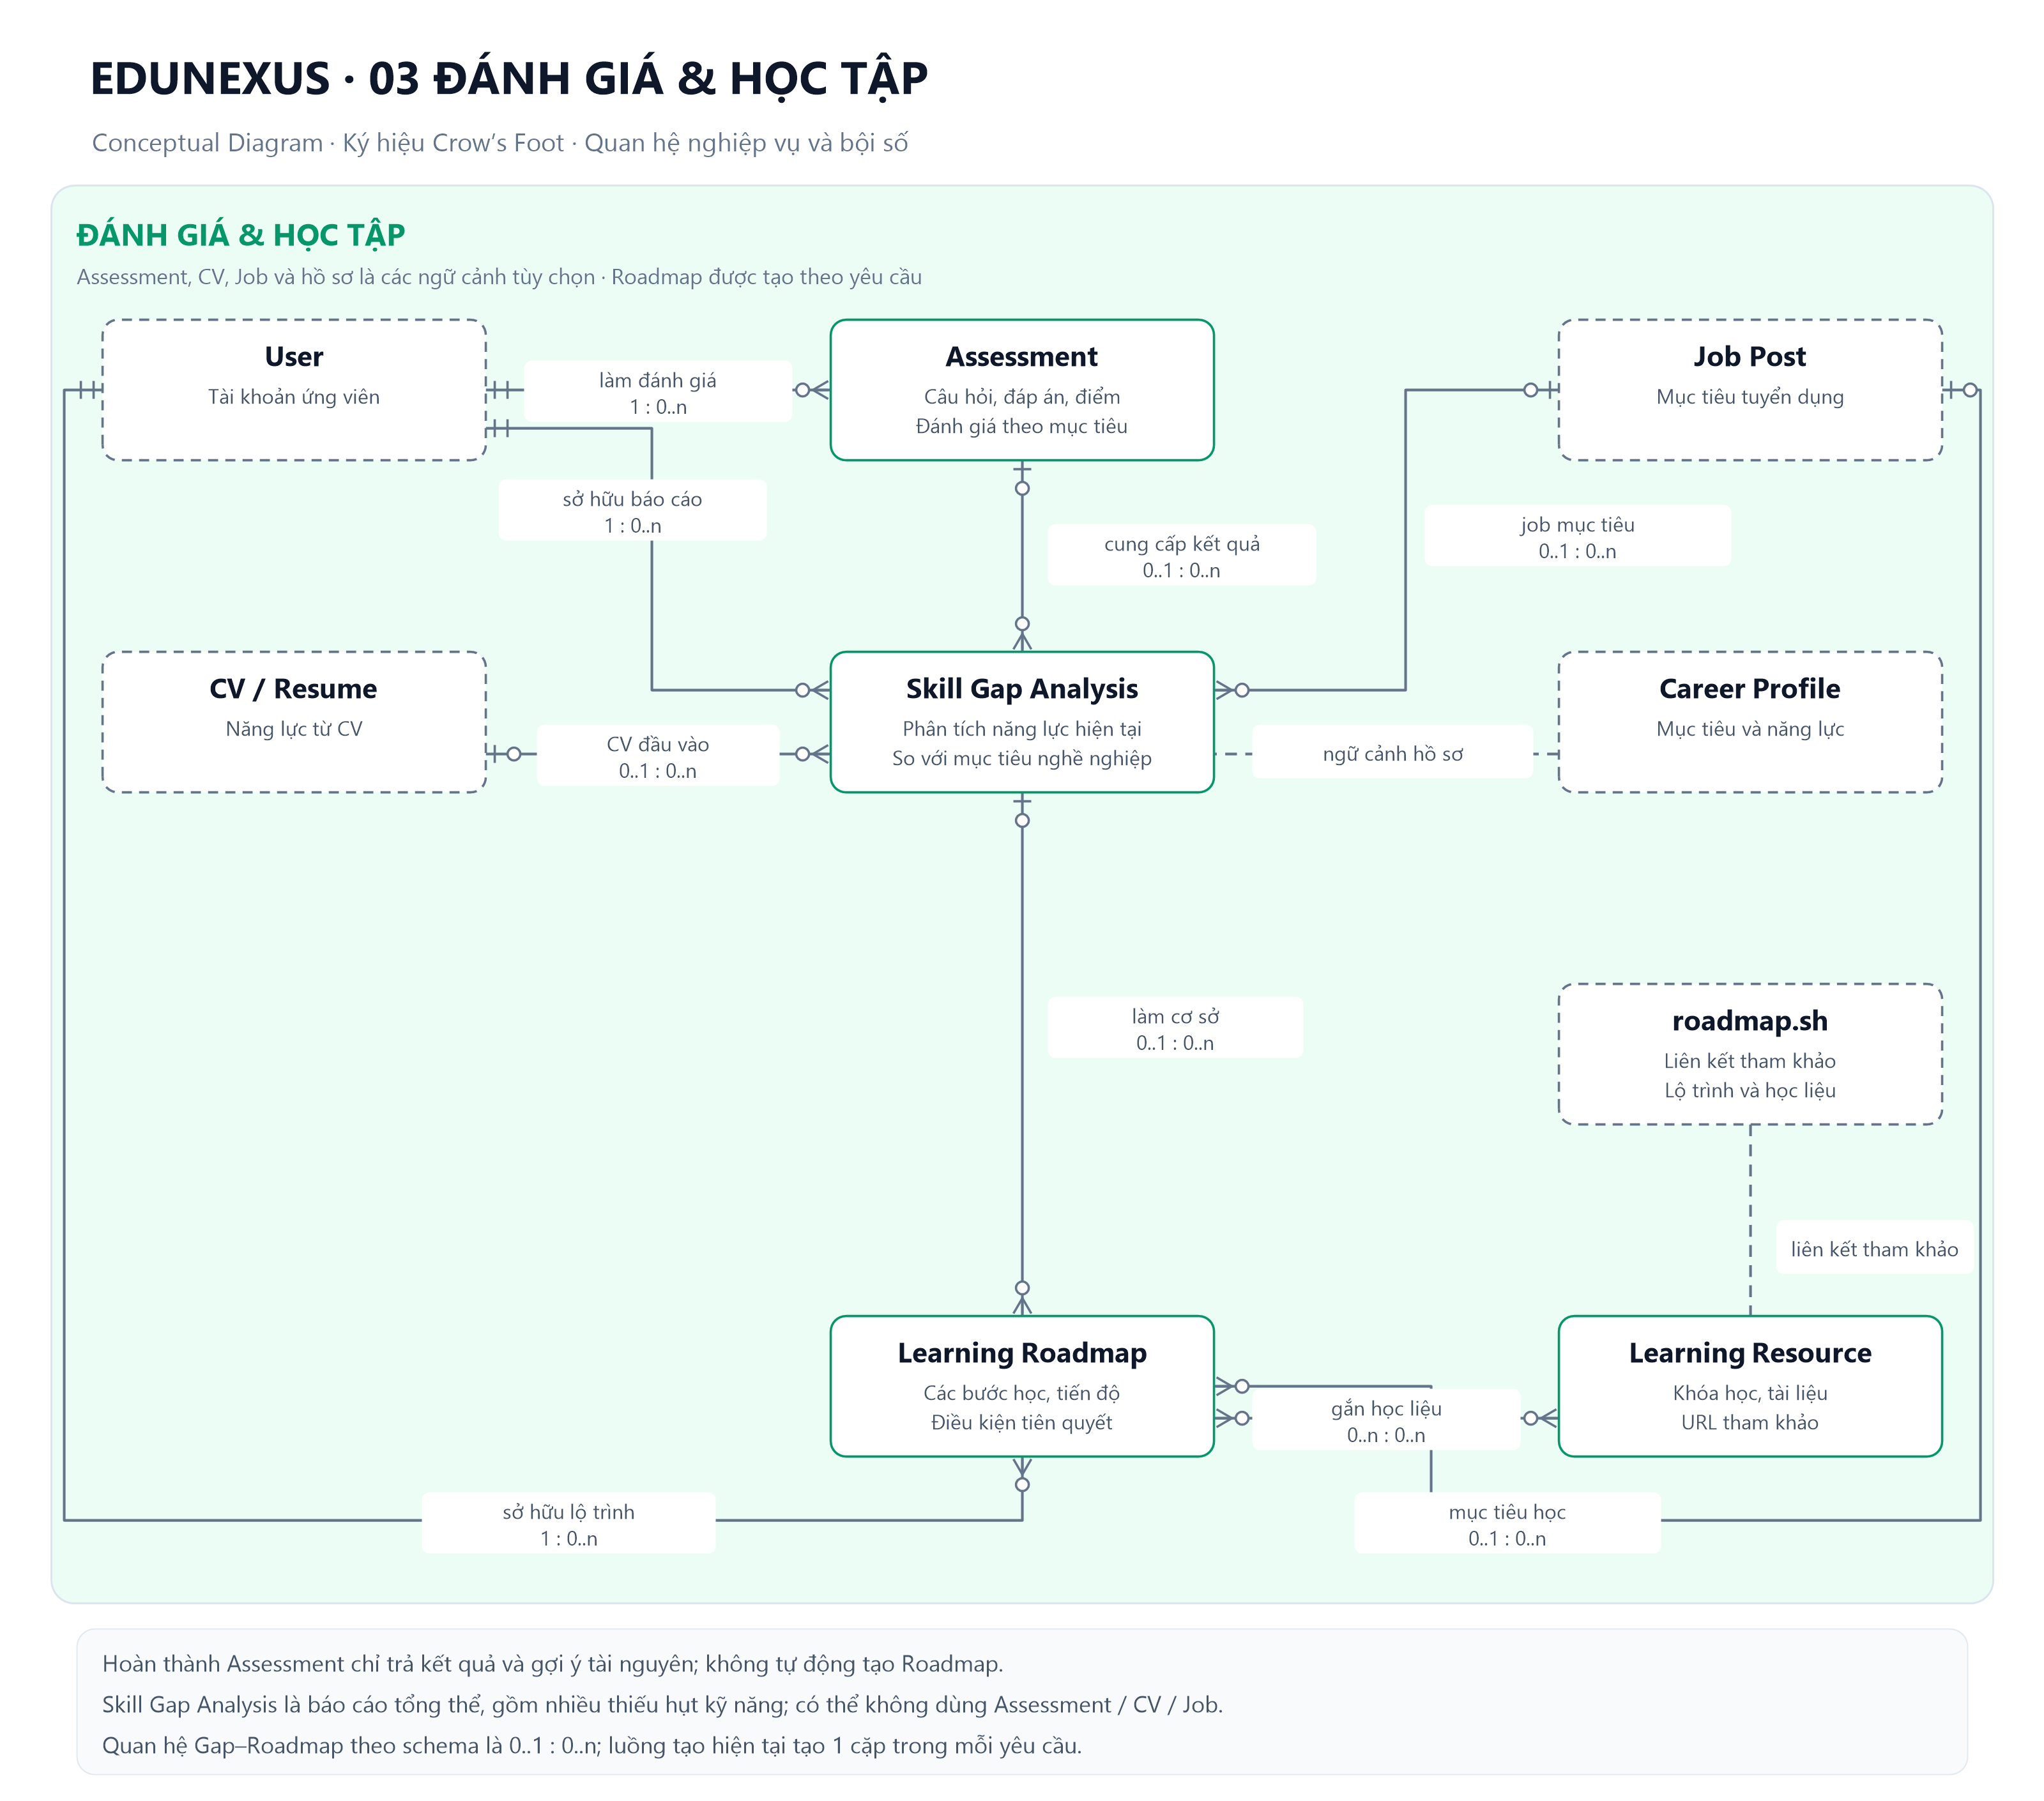 EDUNEXUS · 03 ĐÁNH GIÁ & HỌC TẬP
Conceptual Diagram · Ký hiệu Crow’s Foot · Quan hệ nghiệp vụ và bội số
ĐÁNH GIÁ & HỌC TẬP
Assessment, CV, Job và hồ sơ là các ngữ cảnh tùy chọn · Roadmap được tạo theo yêu cầu
User
Tài khoản ứng viên
làm đánh giá
1 : 0..n
Assessment
Câu hỏi, đáp án, điểm
Đánh giá theo mục tiêu
Job Post
Mục tiêu tuyển dụng
sở hữu báo cáo
1 : 0..n
cung cấp kết quả
0..1 : 0..n
job mục tiêu
0..1 : 0..n
CV / Resume
Năng lực từ CV
CV đầu vào
0..1 : 0..n
Skill Gap Analysis
Phân tích năng lực hiện tại
So với mục tiêu nghề nghiệp
ngữ cảnh hồ sơ
Career Profile
Mục tiêu và năng lực
làm cơ sở
0..1 : 0..n
roadmap.sh
Liên kết tham khảo
Lộ trình và học liệu
liên kết tham khảo
Learning Roadmap
Các bước học, tiến độ
Điều kiện tiên quyết
gắn học liệu
0..n : 0..n
Learning Resource
Khóa học, tài liệu
URL tham khảo
sở hữu lộ trình
1 : 0..n
mục tiêu học
0..1 : 0..n
Hoàn thành Assessment chỉ trả kết quả và gợi ý tài nguyên; không tự động tạo Roadmap.
Skill Gap Analysis là báo cáo tổng thể, gồm nhiều thiếu hụt kỹ năng; có thể không dùng Assessment / CV / Job.
Quan hệ Gap–Roadmap theo schema là 0..1 : 0..n; luồng tạo hiện tại tạo 1 cặp trong mỗi yêu cầu.